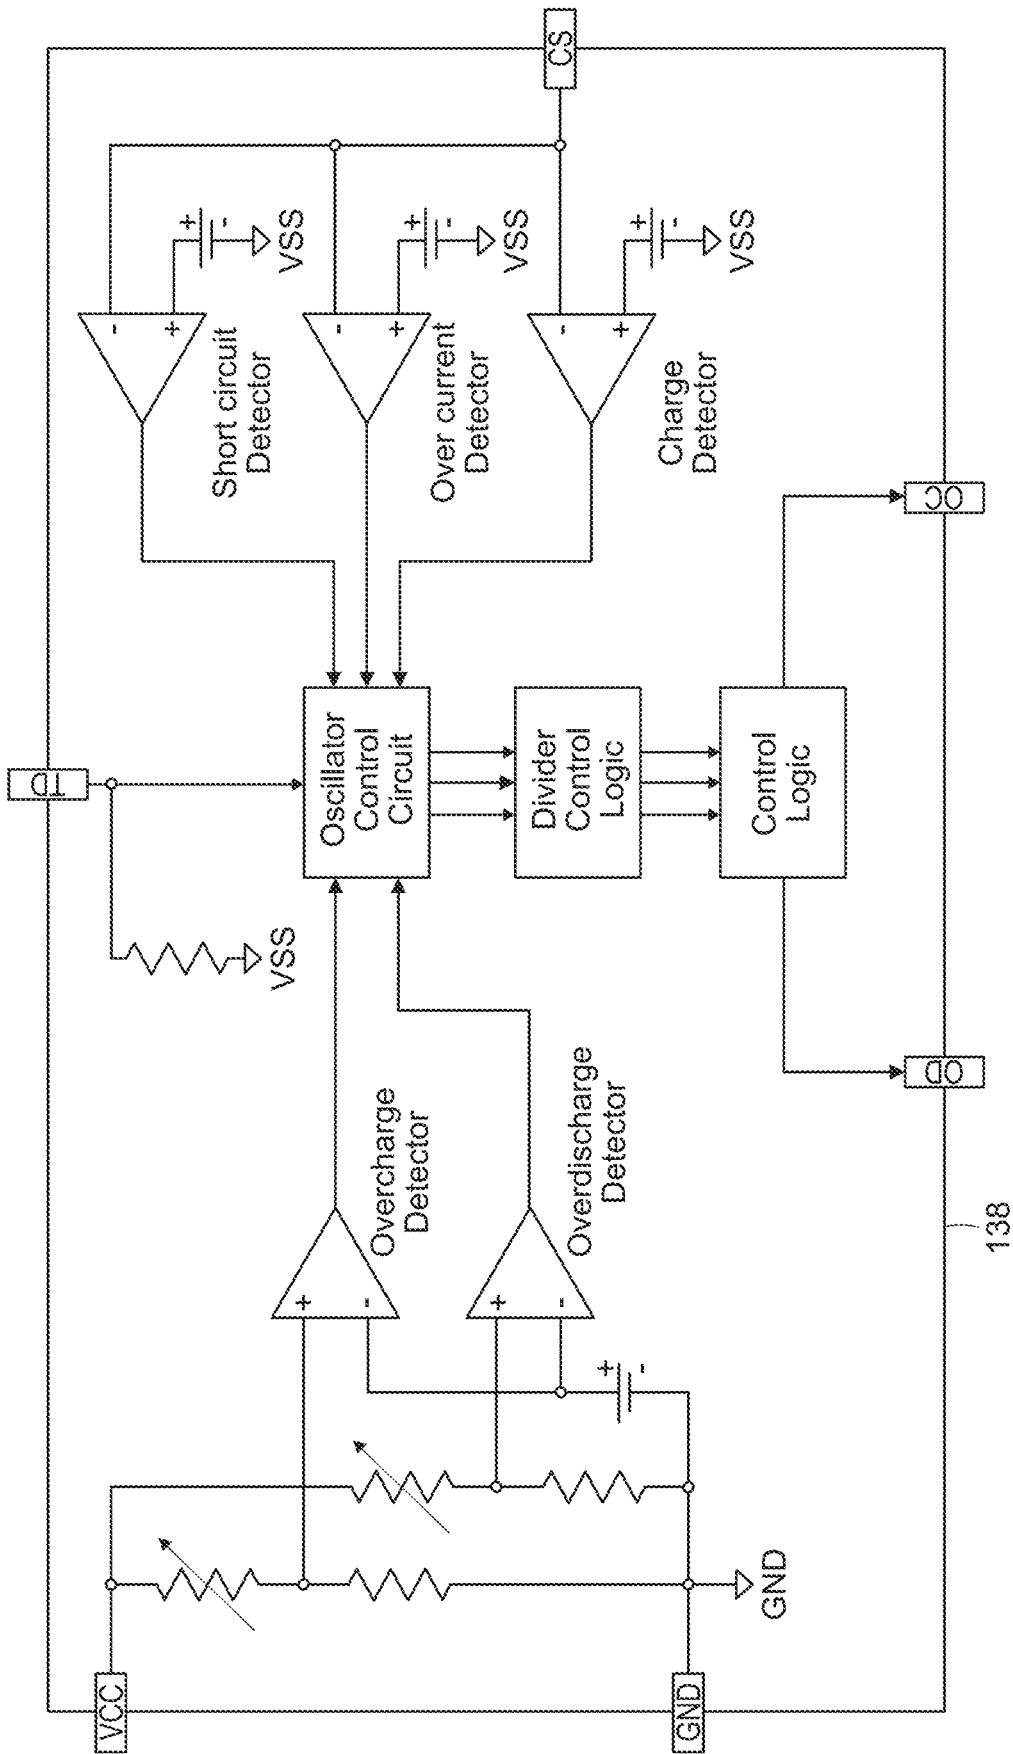 CS
-
+
+
-
VSS
Short circuit
Detector
-
+
+
-
VSS
Over current
Detector
-
+
+
-
VSS
Charge
Detector
TD
VSS
Oscillator
Control
Circuit
Divider
Control
Logic
Control
Logic
OC
OD
Overcharge
Detector
+
-
Overdischarge
Detector
+
-
+
-
VCC
GND
GND
138